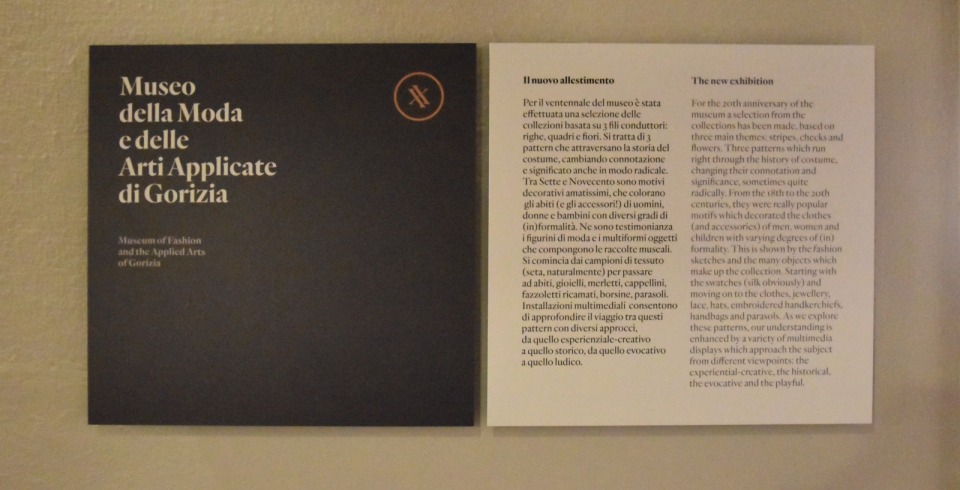 Museo
della Moda
e delle
Arti Applicate
di Gorizia
Museum of Fashion
and the Applied Arts
of Gorizia
Il nuovo allestimento
Per il ventennale del museo è stata
effettuata una selezione delle
collezioni basata su 3 fili conduttori:
righe, quadri e fiori. Si tratta di 3
pattern che attraversano la storia del
costume, cambiando connotazione
e significato anche in modo radicale.
Tra Sette e Novecento sono motivi
decorativi amatissimi, che colorano
gli abiti (e gli accessori!) di uomini,
donne e bambini con diversi gradi di
(in)formalità. Ne sono testimonianza
i figurini di moda e i multiformi oggetti
che compongono le raccolte museali.
Si comincia dai campioni di tessuto
(seta, naturalmente) per passare
ad abiti, gioielli, merletti, cappellini,
fazzoletti ricamati, borsine, parasoli.
Installazioni multimediali consentono
di approfondire il viaggio tra questi
pattern con diversi approcci,
da quello esperienziale-creativo
a quello storico, da quello evocativo
a quello ludico.
The new exhibition
For the 20th anniversary of the
museum a selection from the
collections has been made, based on
three main themes: stripes, checks and
flowers. Three patterns which run
right through the history of costume,
changing their connotation and
significance, sometimes quite
radically. From the 18th to the 20th
centuries, they were really popular
motifs which decorated the clothes
(and accessories) of men, women and
children with varying degrees of (in)
formality. This is shown by the fashion
sketches and the many objects which
make up the collection. Starting with
the swatches (silk obviously) and
moving on to the clothes, jewellery,
lace, hats, embroidered handkerchiefs,
handbags and parasols. As we explore
these patterns, our understanding is
enhanced by a variety of multimedia
displays which approach the subject
from different viewpoints: the
experiential-creative, the historical,
the evocative and the playful.